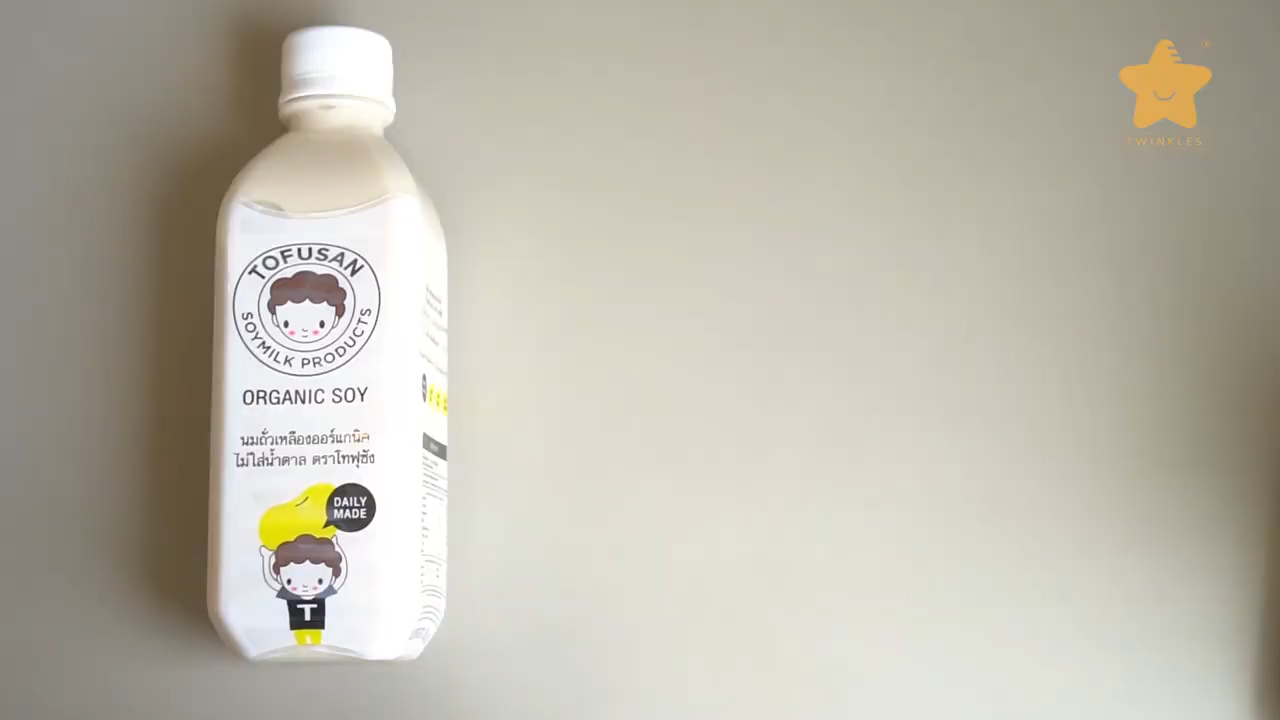 TOFUSAN
SOYMILK PRODUCTS
ORGANIC SOY
นมถั่วเหลืองออร์แกนิค
ไม่ใส่น้ำตาล ตราโทฟุซัง
DAILY
MADE
T
TWINKLES